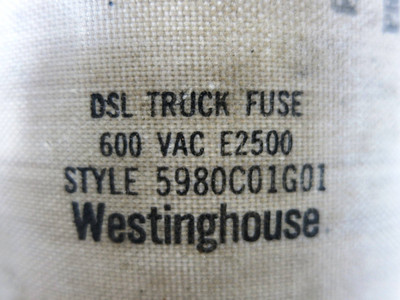 DSL TRUCK FUSE
600 VAC E2500
STYLE 5980C01G01
Westinghouse